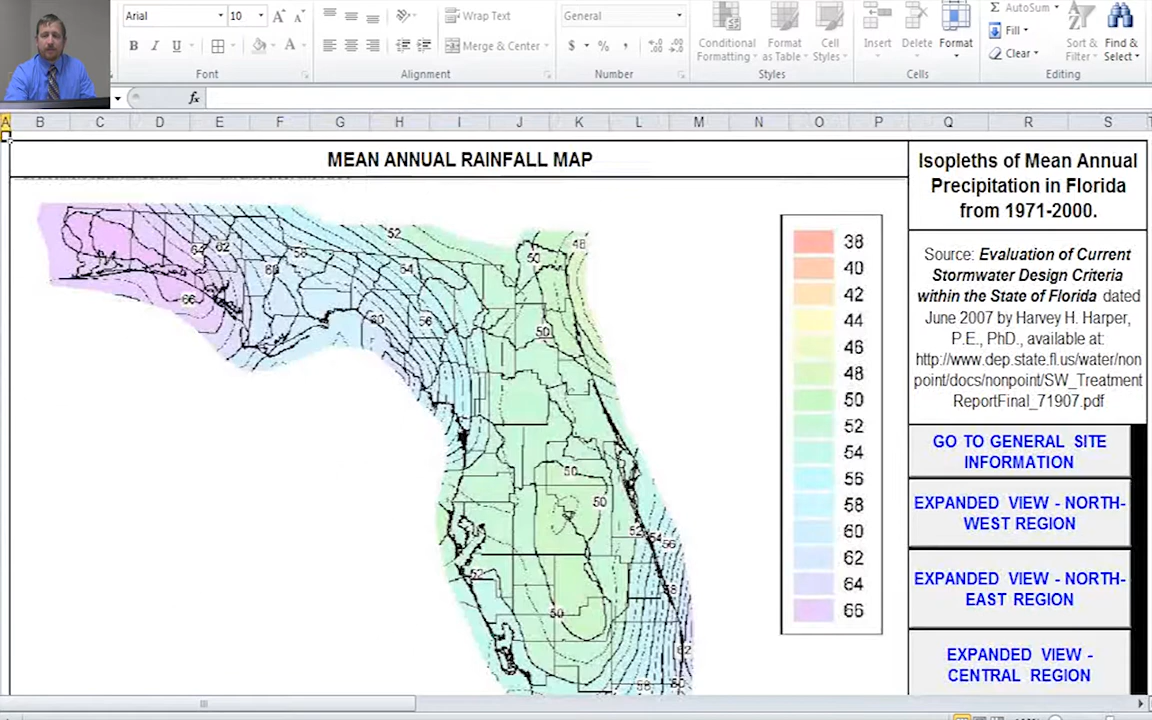 Arial 10 Wrap Text General AutoSum
Fill
B I U Merge & Center $ % , Conditional Format Cell Insert Delete Format Clear Sort & Find &
Formatting as Table Styles Filter Select
Font Alignment Number Styles Cells Editing
fx
A B C D E F G H I J K L M N O P Q R S
MEAN ANNUAL RAINFALL MAP
Isopleths of Mean Annual
Precipitation in Florida
from 1971-2000.
Source: Evaluation of Current
Stormwater Design Criteria
within the State of Florida dated
June 2007 by Harvey H. Harper,
P.E., PhD., available at:
http://www.dep.state.fl.us/water/non
point/docs/nonpoint/SW_Treatment
ReportFinal_71907.pdf
GO TO GENERAL SITE
INFORMATION
EXPANDED VIEW - NORTH-
WEST REGION
EXPANDED VIEW - NORTH-
EAST REGION
EXPANDED VIEW -
CENTRAL REGION
38
40
42
44
46
48
50
52
54
56
58
60
62
64
66
52
48
64
62
50
66
56
50
50
50
52
56
52
50
62
58